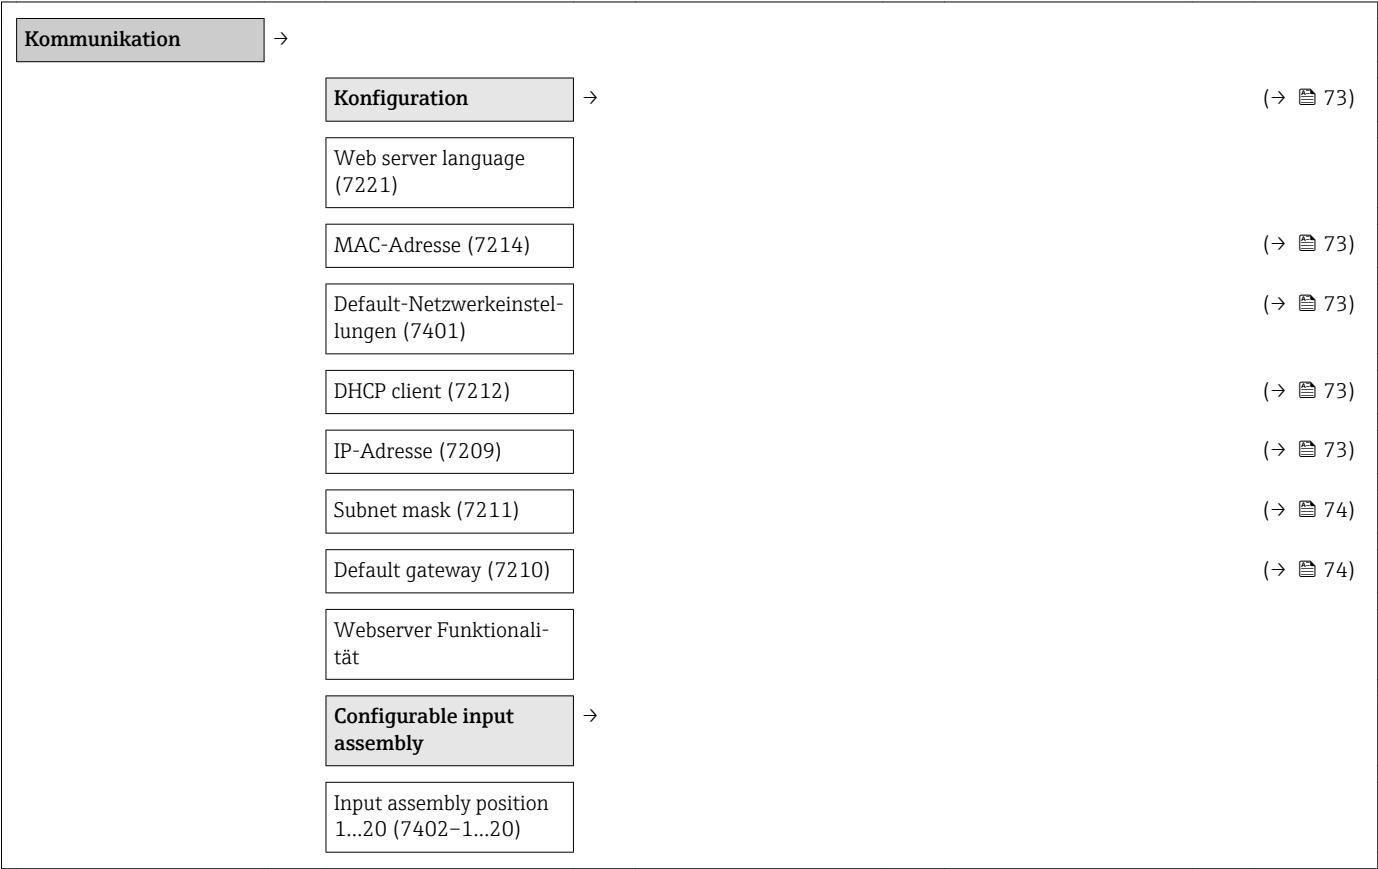 Kommunikation →
Konfiguration → (→ 🖹 73)
Web server language
(7221)
MAC-Adresse (7214) (→ 🖹 73)
Default-Netzwerkeinstel-
lungen (7401) (→ 🖹 73)
DHCP client (7212) (→ 🖹 73)
IP-Adresse (7209) (→ 🖹 73)
Subnet mask (7211) (→ 🖹 74)
Default gateway (7210) (→ 🖹 74)
Webserver Funktionali-
tät
Configurable input →
assembly
Input assembly position
1...20 (7402–1...20)